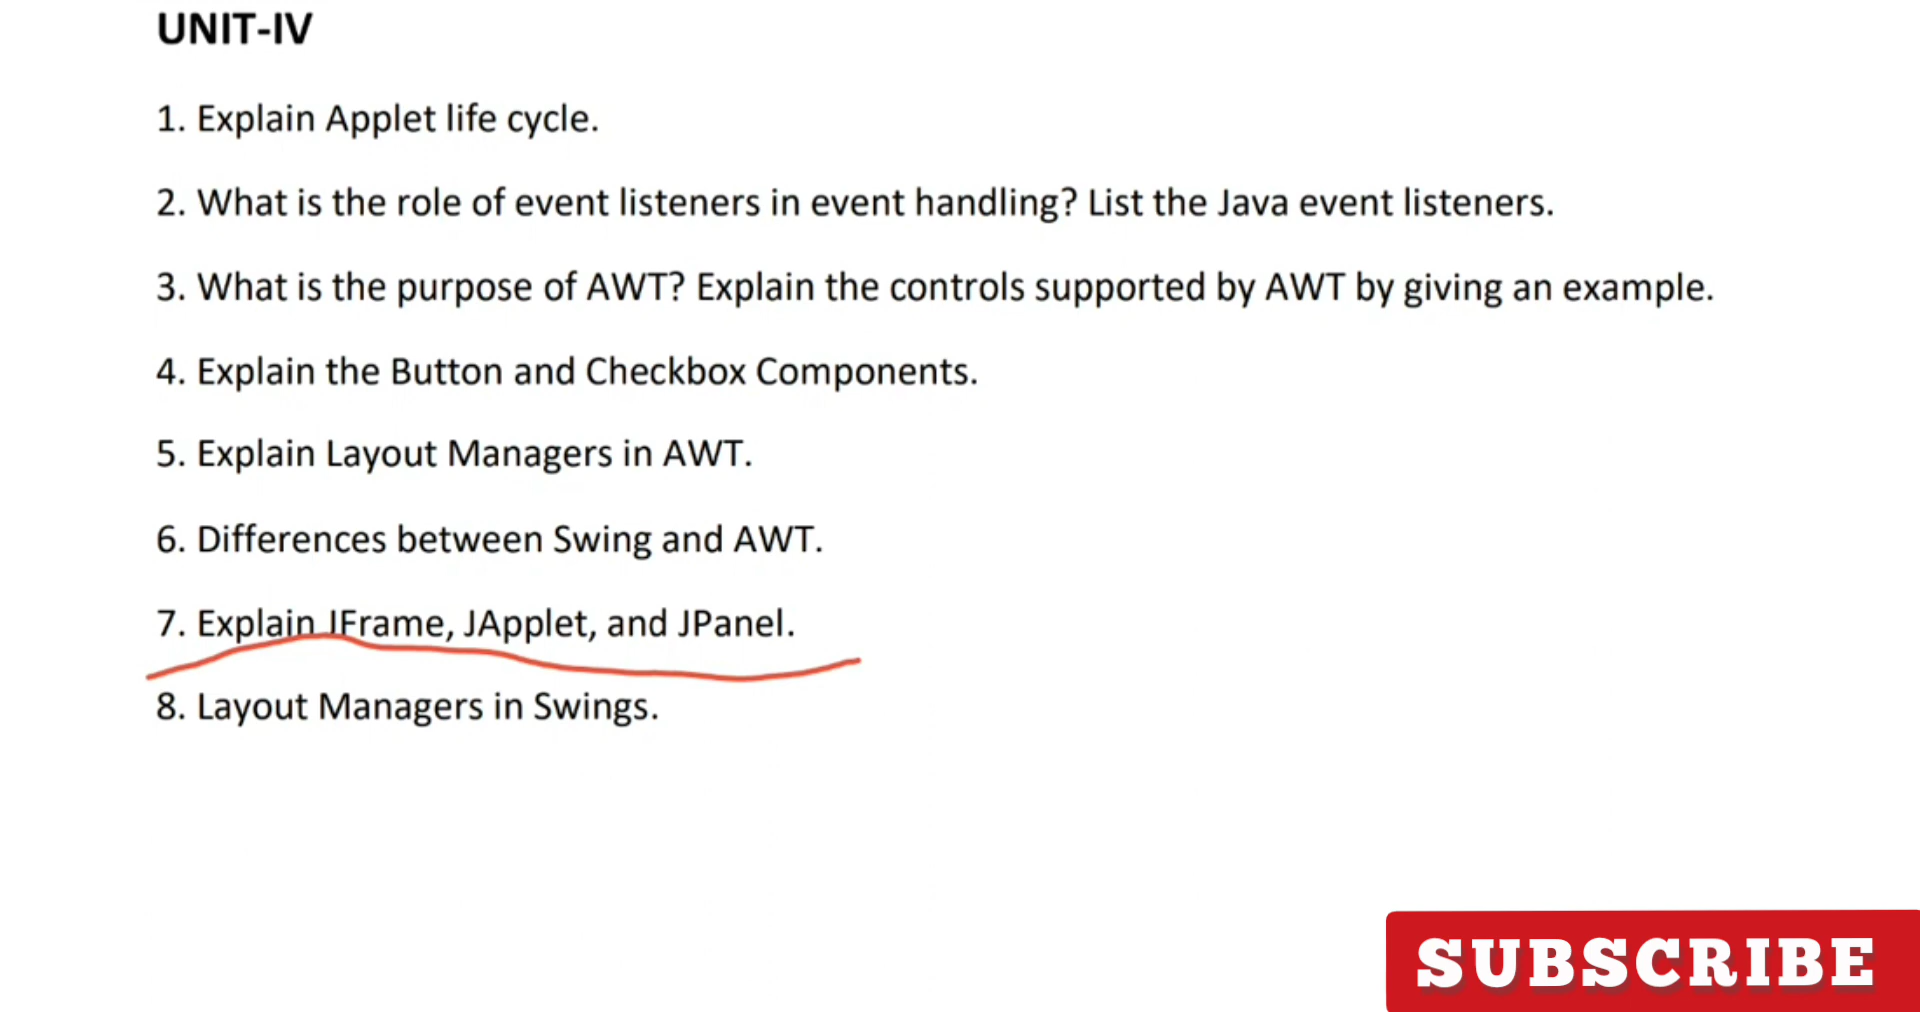 UNIT-IV
1. Explain Applet life cycle.
2. What is the role of event listeners in event handling? List the Java event listeners.
3. What is the purpose of AWT? Explain the controls supported by AWT by giving an example.
4. Explain the Button and Checkbox Components.
5. Explain Layout Managers in AWT.
6. Differences between Swing and AWT.
7. Explain JFrame, JApplet, and JPanel.
8. Layout Managers in Swings.
SUBSCRIBE